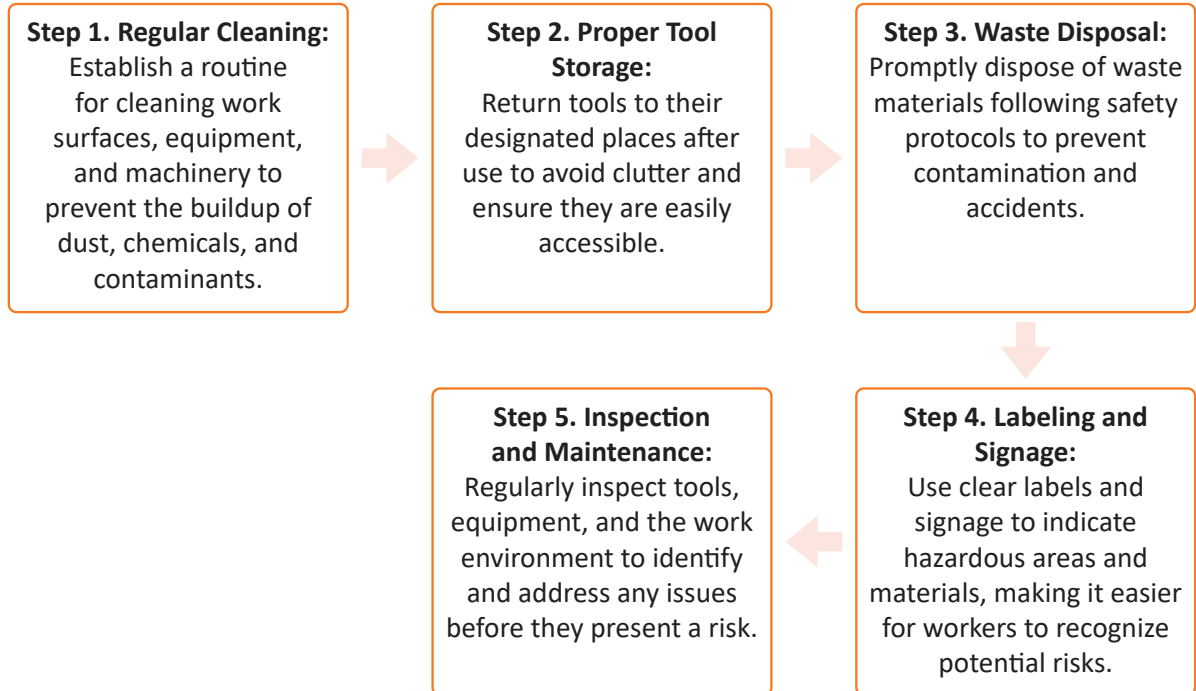 Step 1. Regular Cleaning:
Establish a routine
for cleaning work
surfaces, equipment,
and machinery to
prevent the buildup of
dust, chemicals, and
contaminants.
Step 2. Proper Tool
Storage:
Return tools to their
designated places after
use to avoid clutter and
ensure they are easily
accessible.
Step 3. Waste Disposal:
Promptly dispose of waste
materials following safety
protocols to prevent
contamination and
accidents.
Step 4. Labeling and
Signage:
Use clear labels and
signage to indicate
hazardous areas and
materials, making it easier
for workers to recognize
potential risks.
Step 5. Inspection
and Maintenance:
Regularly inspect tools,
equipment, and the work
environment to identify
and address any issues
before they present a risk.